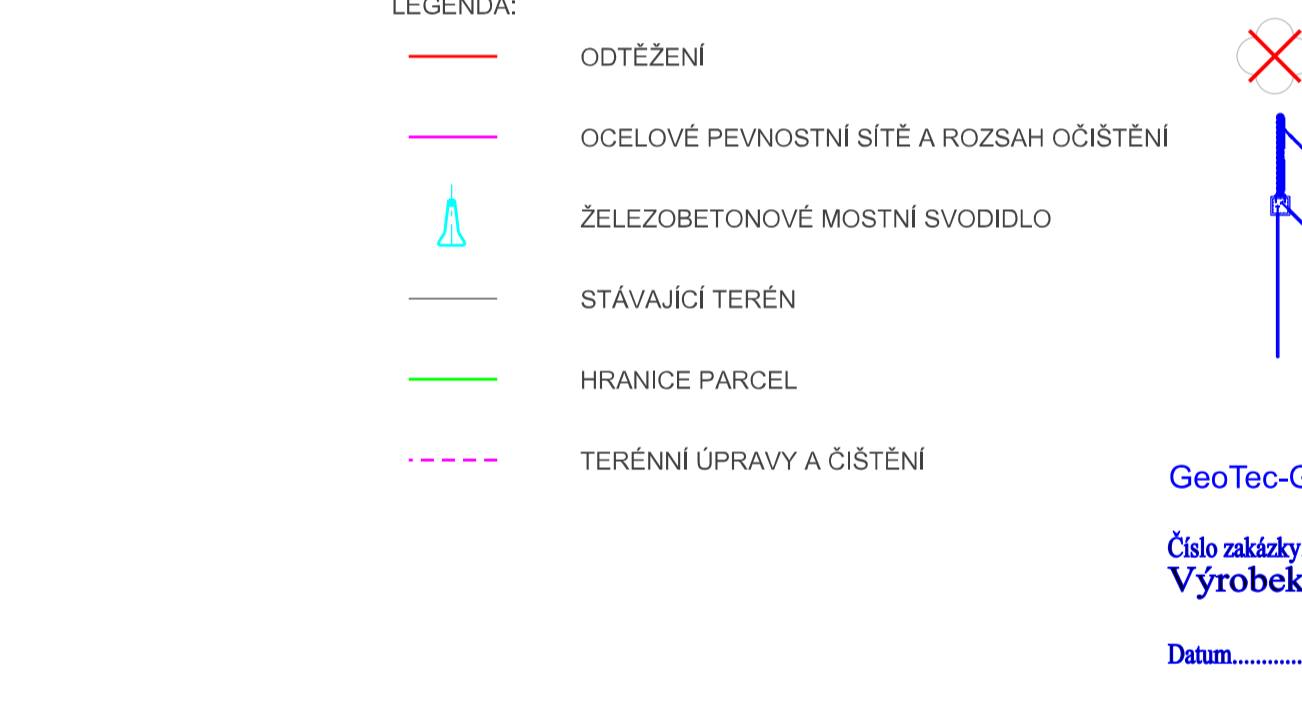 LEGENDA:
ODTĚŽENÍ
OCELOVÉ PEVNOSTNÍ SÍTĚ A ROZSAH OČIŠTĚNÍ
ŽELEZOBETONOVÉ MOSTNÍ SVODIDLO
STÁVAJÍCÍ TERÉN
HRANICE PARCEL
TERÉNNÍ ÚPRAVY A ČIŠTĚNÍ
GeoTec-G
Číslo zakázky
Výrobek
Datum............